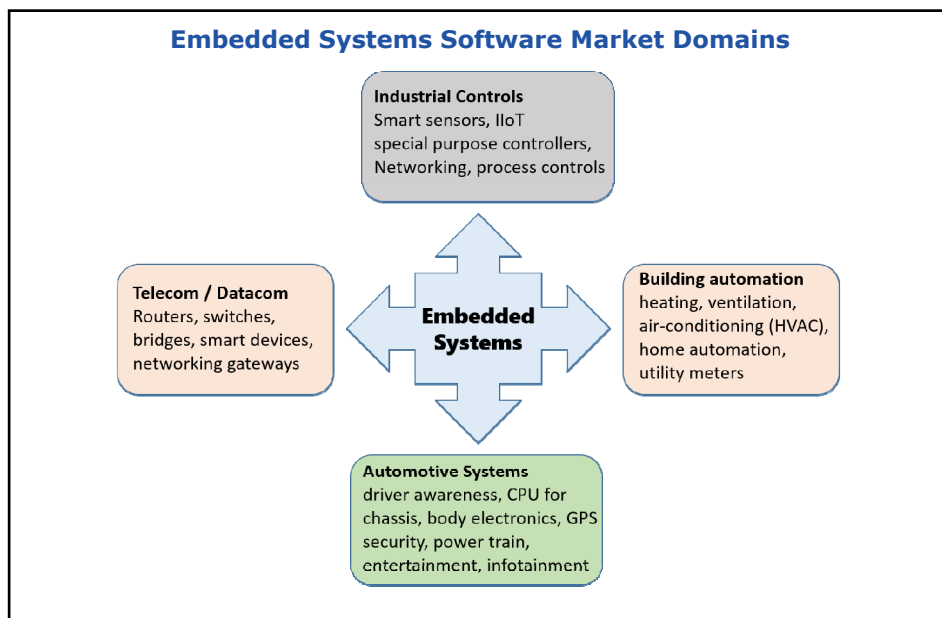 Embedded Systems Software Market Domains
Industrial Controls
Smart sensors, IIoT
special purpose controllers,
Networking, process controls
Telecom / Datacom
Routers, switches,
bridges, smart devices,
networking gateways
Embedded
Systems
Building automation
heating, ventilation,
air-conditioning (HVAC),
home automation,
utility meters
Automotive Systems
driver awareness, CPU for
chassis, body electronics, GPS
security, power train,
entertainment, infotainment